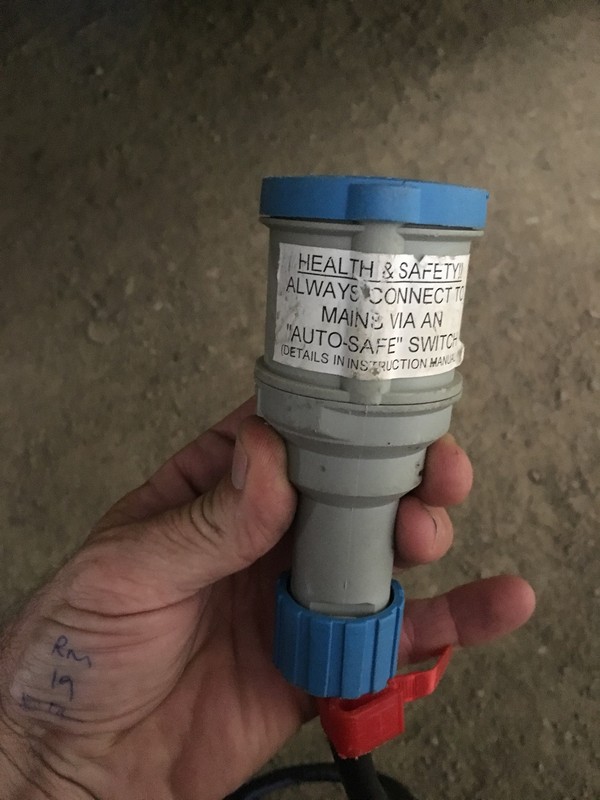 HEALTH & SAFETY!!
ALWAYS CONNECT TO
MAINS VIA AN
"AUTO-SAFE" SWITCH
(DETAILS IN INSTRUCTION MANUAL)
RM
19